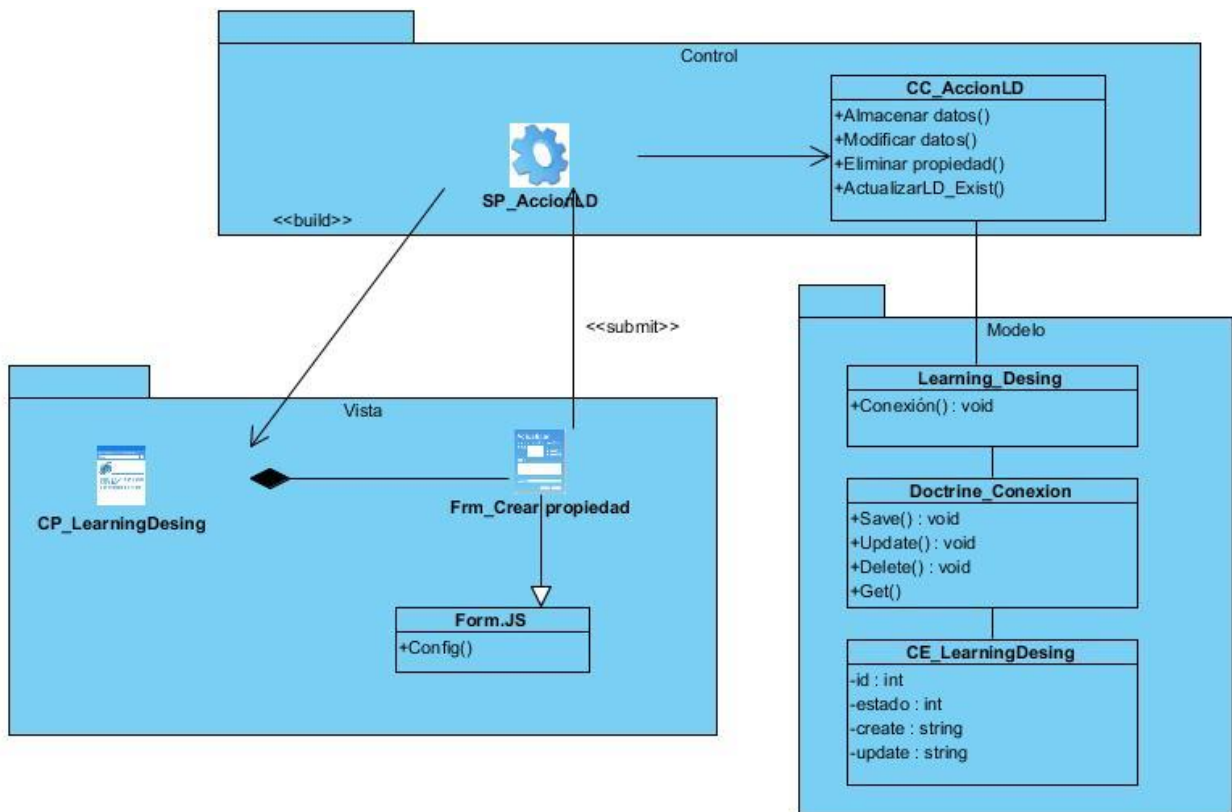 Control
CC_AccionLD
+Almacenar datos()
+Modificar datos()
+Eliminar propiedad()
+ActualizarLD_Exist()
SP_AccionLD
<<build>>
<<submit>>
Vista
CP_LearningDesing
Frm_Crear propiedad
Form.JS
+Config()
Modelo
Learning_Desing
+Conexión() : void
Doctrine_Conexion
+Save() : void
+Update() : void
+Delete() : void
+Get()
CE_LearningDesing
-id : int
-estado : int
-create : string
-update : string